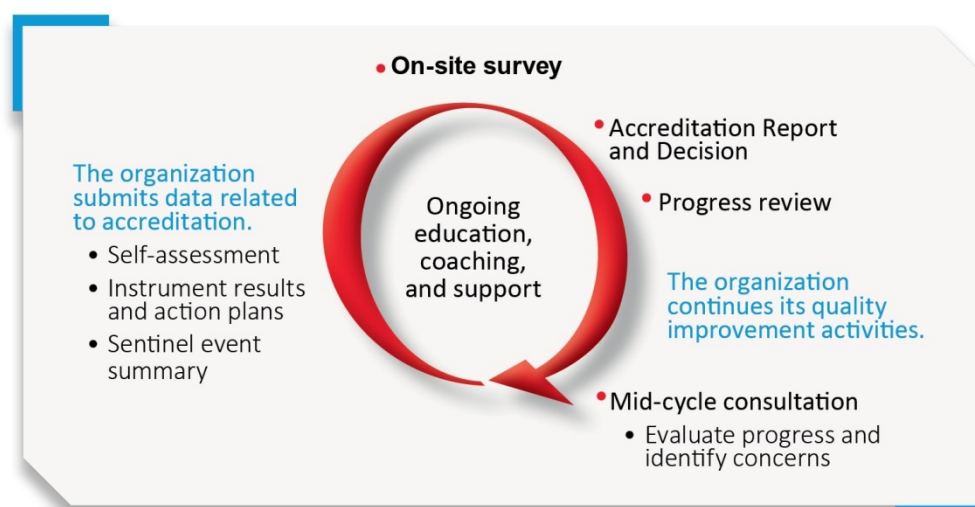 • On-site survey
• Accreditation Report
and Decision
• Progress review
The organization
continues its quality
improvement activities.
• Mid-cycle consultation
• Evaluate progress and
identify concerns
The organization
submits data related
to accreditation.
• Self-assessment
• Instrument results
and action plans
• Sentinel event
summary
Ongoing
education,
coaching,
and support